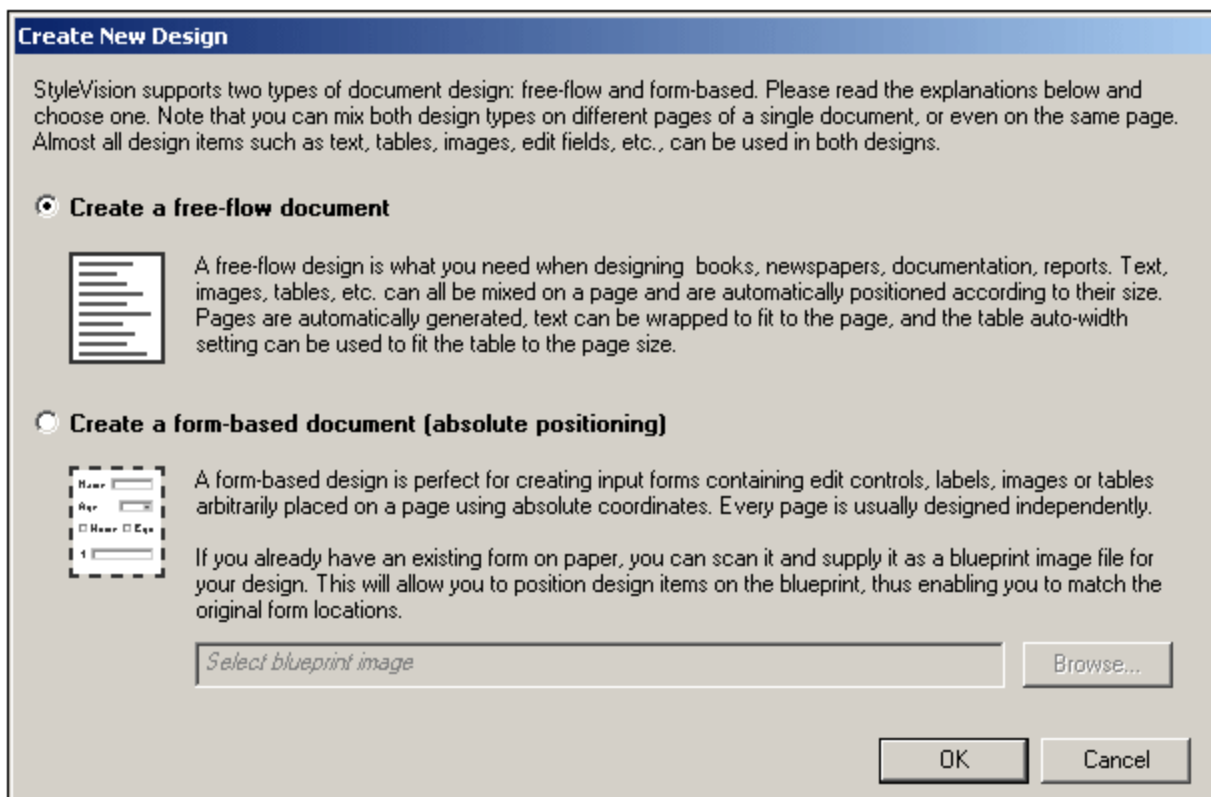 Create New Design
StyleVision supports two types of document design: free-flow and form-based. Please read the explanations below and
choose one. Note that you can mix both design types on different pages of a single document, or even on the same page.
Almost all design items such as text, tables, images, edit fields, etc., can be used in both designs.
Create a free-flow document
A free-flow design is what you need when designing  books, newspapers, documentation, reports. Text,
images, tables, etc. can all be mixed on a page and are automatically positioned according to their size.
Pages are automatically generated, text can be wrapped to fit to the page, and the table auto-width
setting can be used to fit the table to the page size.
Create a form-based document (absolute positioning)
Name
Age
A form-based design is perfect for creating input forms containing edit controls, labels, images or tables
arbitrarily placed on a page using absolute coordinates. Every page is usually designed independently.
If you already have an existing form on paper, you can scan it and supply it as a blueprint image file for
your design. This will allow you to position design items on the blueprint, thus enabling you to match the
original form locations.
Select blueprint image
Browse...
OK
Cancel